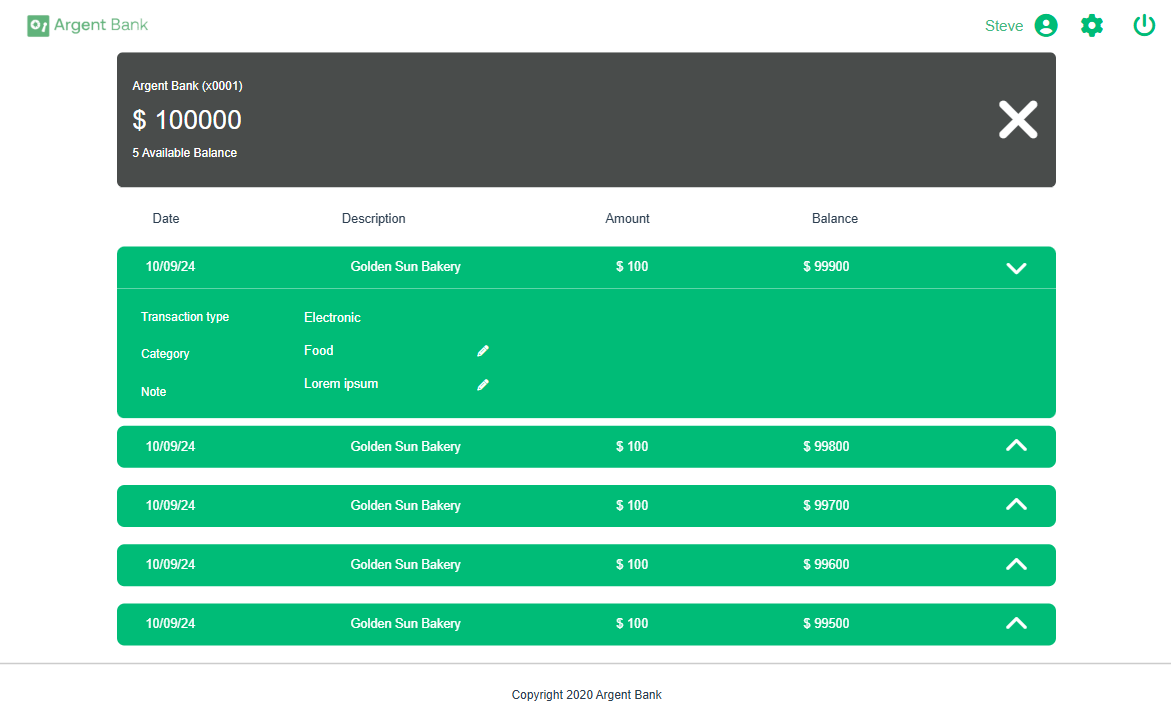 Argent Bank
Steve
Argent Bank (x0001)
$ 100000
5 Available Balance
Date Description Amount Balance
10/09/24 Golden Sun Bakery $ 100 $ 99900
Transaction type Electronic
Category Food
Note Lorem ipsum
10/09/24 Golden Sun Bakery $ 100 $ 99800
10/09/24 Golden Sun Bakery $ 100 $ 99700
10/09/24 Golden Sun Bakery $ 100 $ 99600
10/09/24 Golden Sun Bakery $ 100 $ 99500
Copyright 2020 Argent Bank